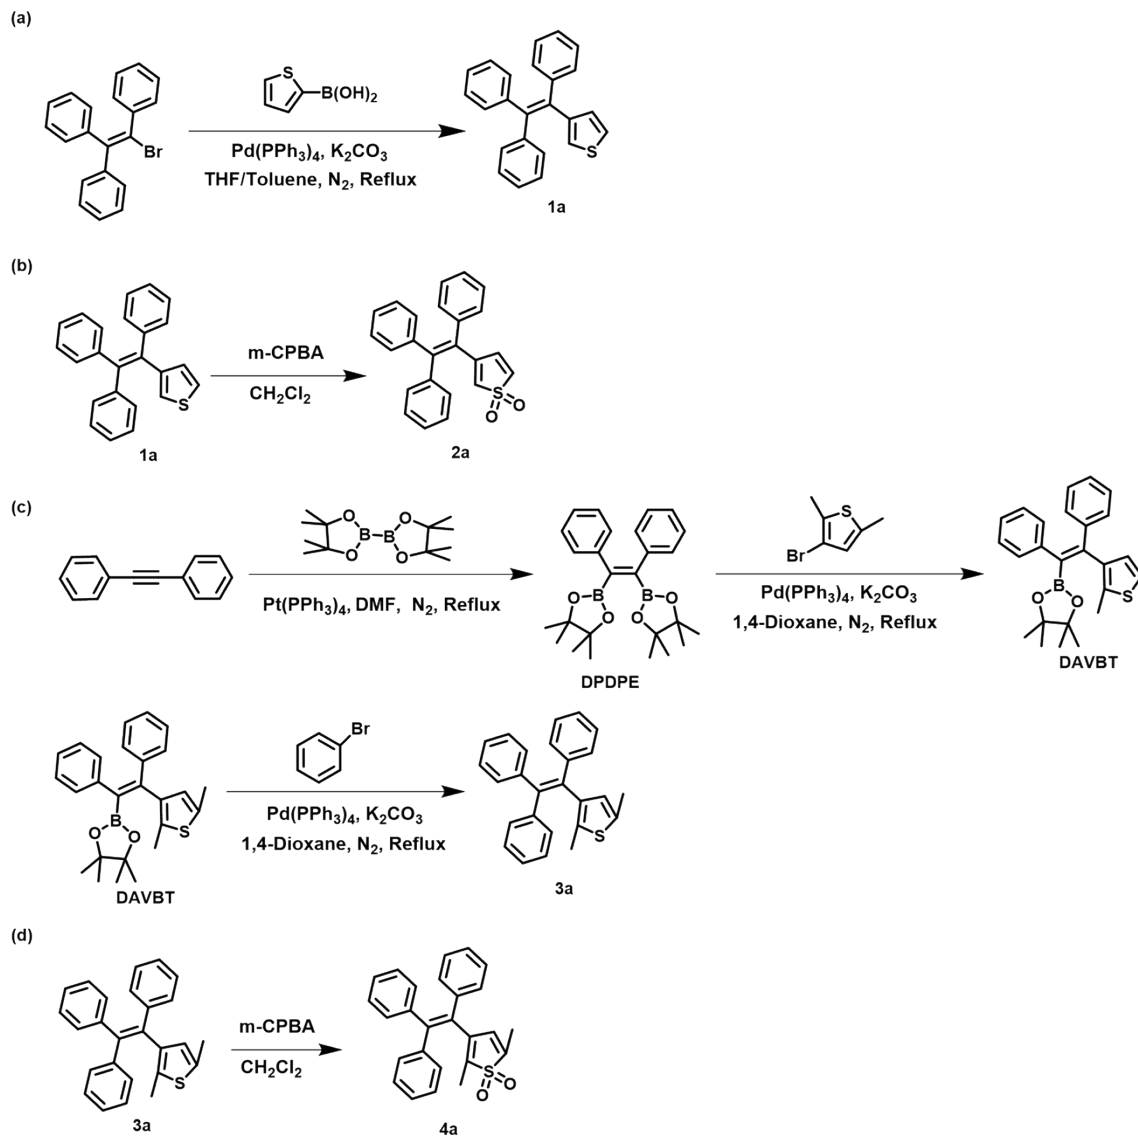 (a)
S
B(OH)2
Br
Pd(PPh3)4, K2CO3
THF/Toluene, N2, Reflux
S
1a
(b)
m-CPBA
CH2Cl2
S
1a
S
O
O
2a
(c)
O
O
B
B
O
O
Pt(PPh3)4, DMF, N2, Reflux
B
B
O
O
O
O
DPDPE
S
Br
Pd(PPh3)4, K2CO3
1,4-Dioxane, N2, Reflux
B
O
O
S
DAVBT
B
O
O
S
DAVBT
Br
Pd(PPh3)4, K2CO3
1,4-Dioxane, N2, Reflux
S
3a
(d)
S
3a
m-CPBA
CH2Cl2
S
O
O
4a